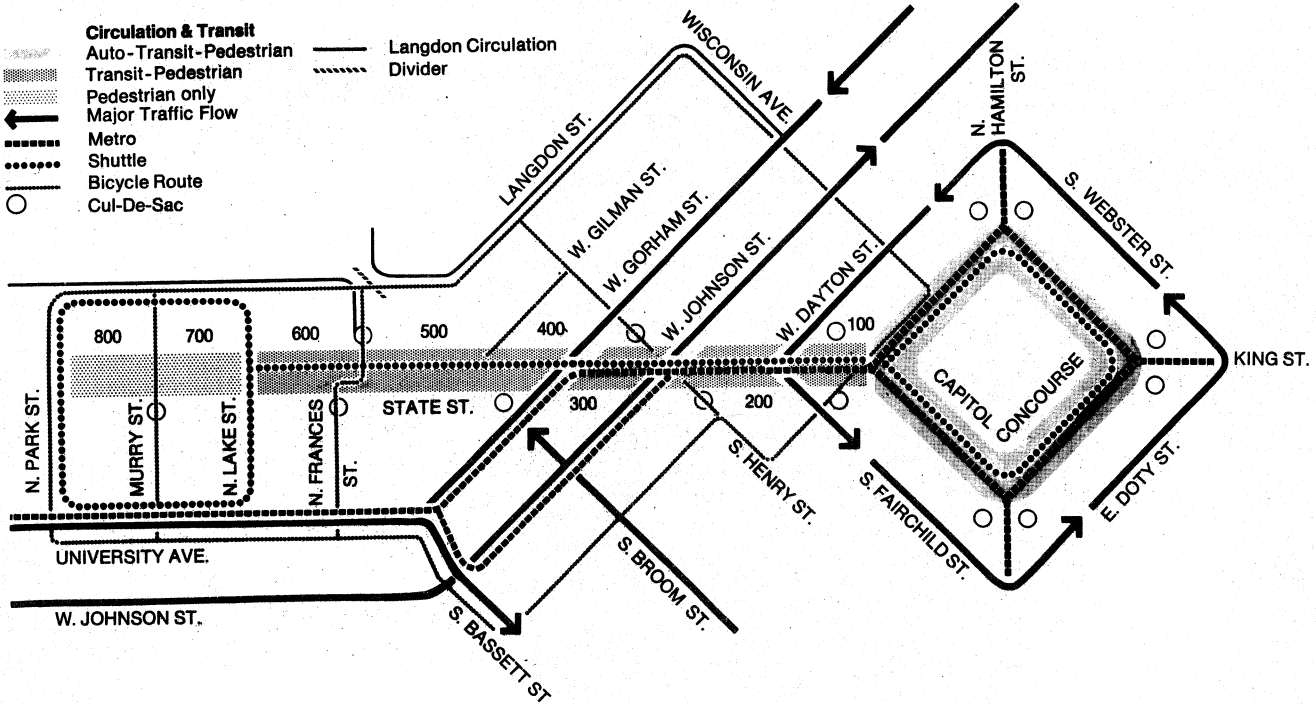 Circulation & Transit
Auto-Transit-Pedestrian
Transit-Pedestrian
Pedestrian only
Major Traffic Flow
Metro
Shuttle
Bicycle Route
Cul-De-Sac
Langdon Circulation
Divider
WISCONSIN AVE.
N. HAMILTON ST.
LANGDON ST.
W. GILMAN ST.
W. GORHAM ST.
W. JOHNSON ST.
W. DAYTON ST.
S. WEBSTER ST.
800
700
600
500
400
100
KING ST.
CAPITOL CONCOURSE
N. PARK ST.
MURRY ST.
N. LAKE ST.
N. FRANCES ST.
STATE ST.
300
200
S. HENRY ST.
S. FAIRCHILD ST.
E. DOTY ST.
UNIVERSITY AVE.
W. JOHNSON ST.
S. BROOM ST.
S. BASSETT ST